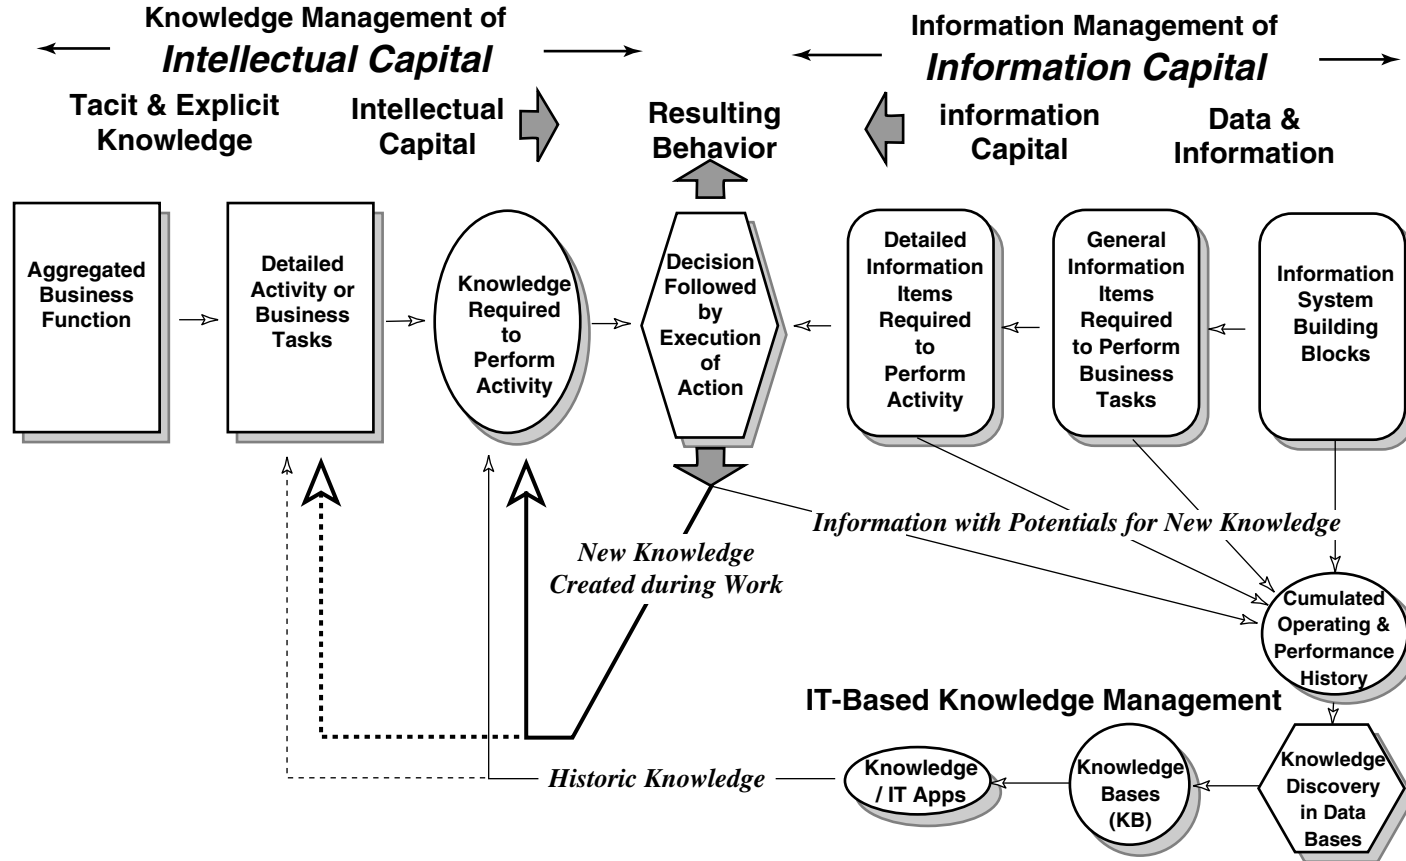 Knowledge Management of
Intellectual Capital
Information Management of
Information Capital
Tacit & Explicit
Knowledge
Intellectual
Capital
Resulting
Behavior
information
Capital
Data &
Information
Aggregated
Business
Function
Detailed
Activity or
Business
Tasks
Knowledge
Required
to
Perform
Activity
Decision
Followed
by
Execution
of
Action
Detailed
Information
Items
Required
to
Perform
Activity
General
Information
Items
Required
to Perform
Business
Tasks
Information
System
Building
Blocks
Information with Potentials for New Knowledge
New Knowledge
Created during Work
Cumulated
Operating &
Performance
History
IT-Based Knowledge Management
Historic Knowledge
Knowledge
/ IT Apps
Knowledge
Bases
(KB)
Knowledge
Discovery
in Data
Bases